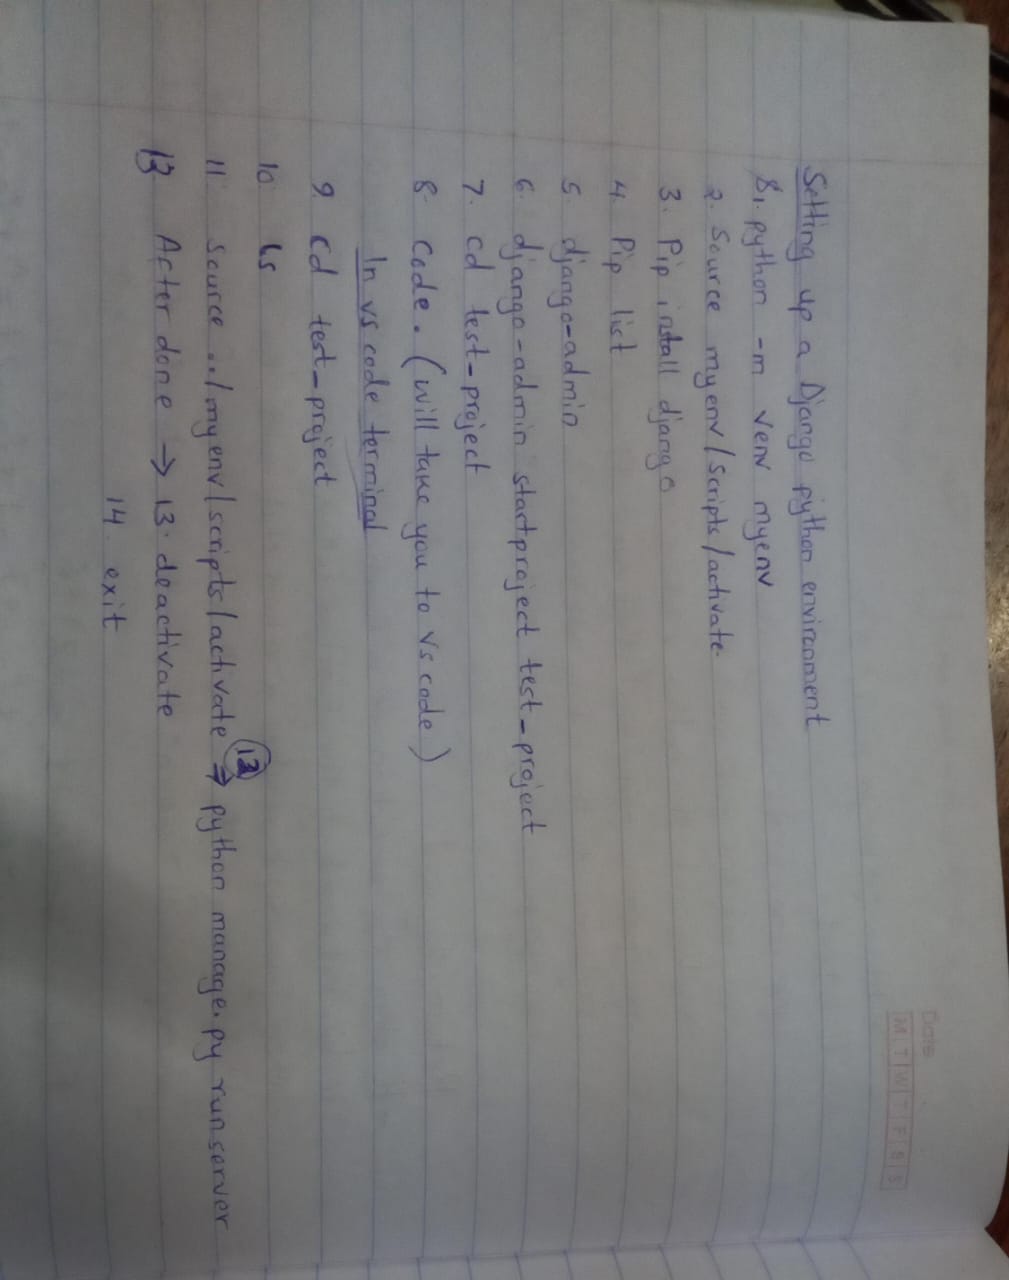 Date
M T W T F S S
Setting up a Django python environment
1. python -m venv myenv
2. source myenv/scripts/activate.
3. Pip intall django
4. Pip list
5. django-admin
6. django-admin startproject test-project
7. cd test-project
8. code. (will take you to Vs code)
In vs code terminal
9. cd test-project
10 ls
11. source ../myenv/scripts/activate ⇒ (12) python manage.py runserver
13 After done → 13. deactivate
14 exit